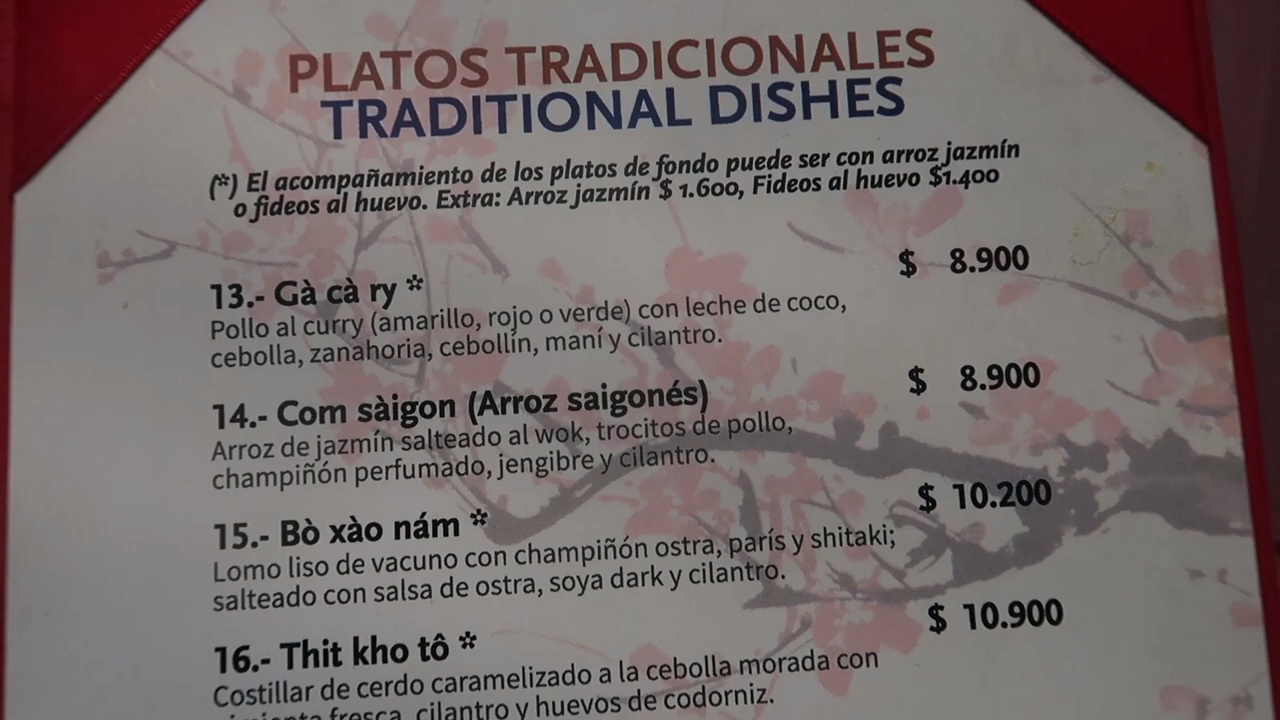 PLATOS TRADICIONALES
TRADITIONAL DISHES
(*) El acompañamiento de los platos de fondo puede ser con arroz jazmín
o fideos al huevo. Extra: Arroz jazmín $ 1.600, Fideos al huevo $1.400
13.- Gà cà ry * $ 8.900
Pollo al curry (amarillo, rojo o verde) con leche de coco,
cebolla, zanahoria, cebollín, maní y cilantro.
14.- Com sàigon (Arroz saigonés) $ 8.900
Arroz de jazmín salteado al wok, trocitos de pollo,
champiñón perfumado, jengibre y cilantro.
15.- Bò xào nám * $ 10.200
Lomo liso de vacuno con champiñón ostra, parís y shitaki;
salteado con salsa de ostra, soya dark y cilantro.
16.- Thit kho tô * $ 10.900
Costillar de cerdo caramelizado a la cebolla morada con
pimienta fresca, cilantro y huevos de codorniz.